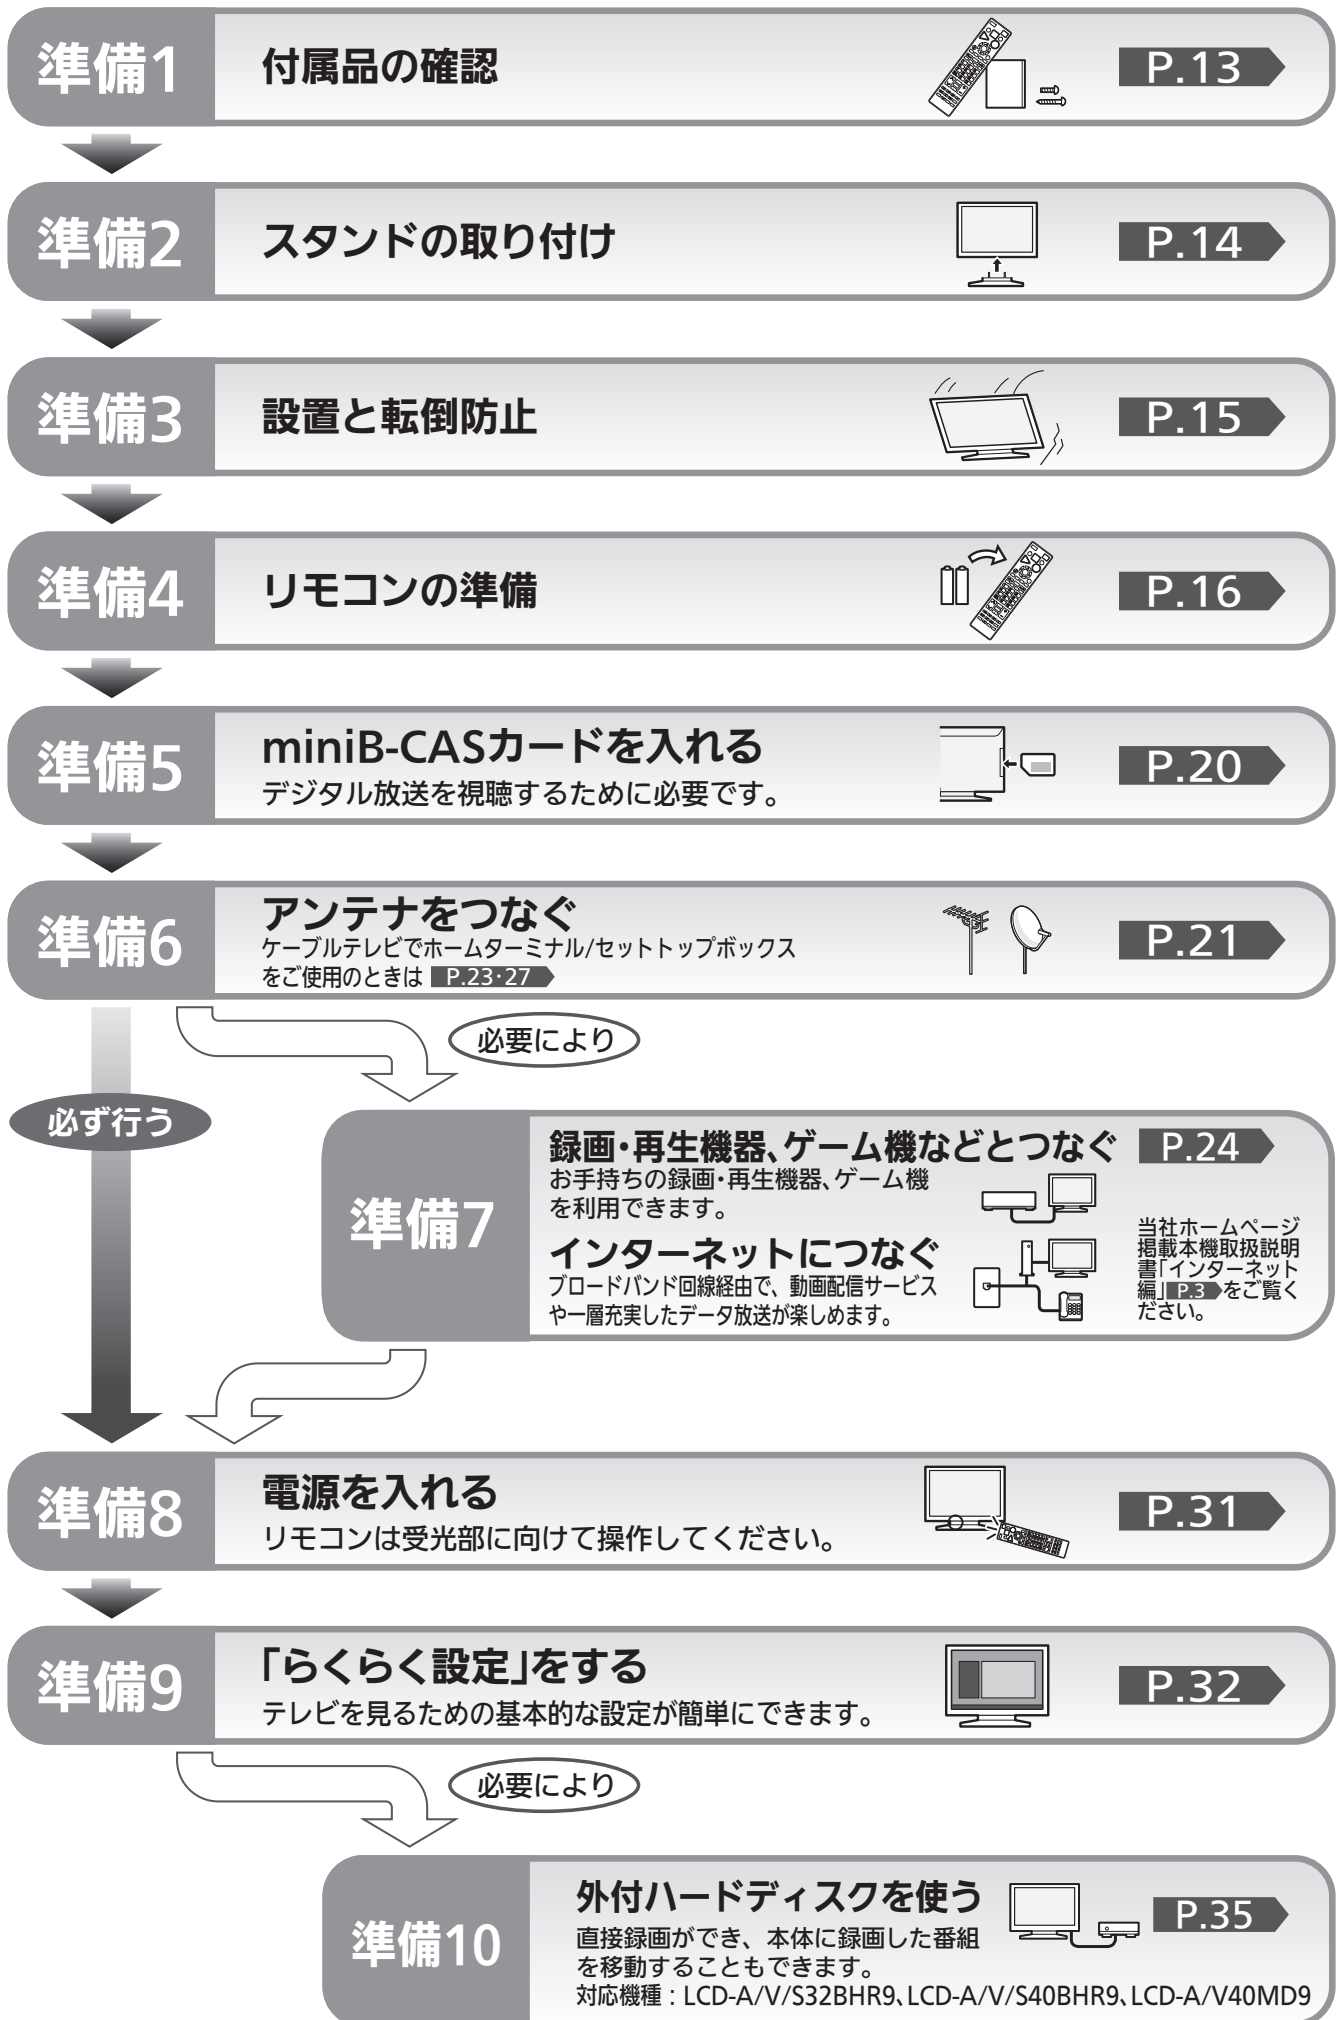 準備1
付属品の確認
P.13
準備2
スタンドの取り付け
P.14
準備3
設置と転倒防止
P.15
準備4
リモコンの準備
P.16
準備5
miniB-CASカードを入れる
デジタル放送を視聴するために必要です。
P.20
準備6
アンテナをつなぐ
ケーブルテレビでホームターミナル/セットトップボックス
をご使用のときは P.23・27
P.21
必要により
必ず行う
準備7
録画・再生機器、ゲーム機などとつなぐ
P.24
お手持ちの録画・再生機器、ゲーム機
を利用できます。
インターネットにつなぐ
ブロードバンド回線経由で、動画配信サービス
や一層充実したデータ放送が楽しめます。
当社ホームページ
掲載本機取扱説明
書「インターネット
編」P.3 をご覧く
ださい。
準備8
電源を入れる
リモコンは受光部に向けて操作してください。
P.31
準備9
「らくらく設定」をする
テレビを見るための基本的な設定が簡単にできます。
P.32
必要により
準備10
外付ハードディスクを使う
P.35
直接録画ができ、本体に録画した番組
を移動することもできます。
対応機種：LCD-A/V/S32BHR9、LCD-A/V/S40BHR9、LCD-A/V40MD9